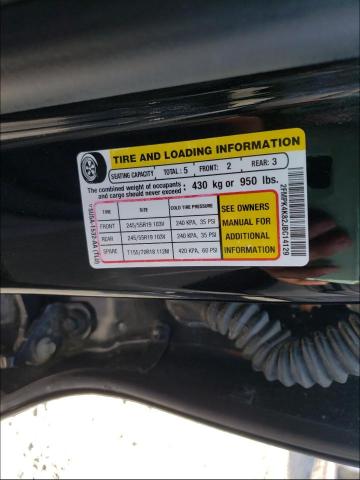 TIRE AND LOADING INFORMATION
SEATING CAPACITY TOTAL: 5 FRONT: 2 REAR: 3
The combined weight of occupants and cargo should never exceed: 430 kg or 950 lbs.
TIRE SIZE COLD TIRE PRESSURE
FRONT 245/55R19 103V 240 KPA, 35 PSI
REAR 245/55R19 103V 240 KPA, 35 PSI
SPARE T155/70R18 112M 420 KPA, 60 PSI
SEE OWNERS
MANUAL FOR
ADDITIONAL
INFORMATION
2FMPK4K82JBC14129